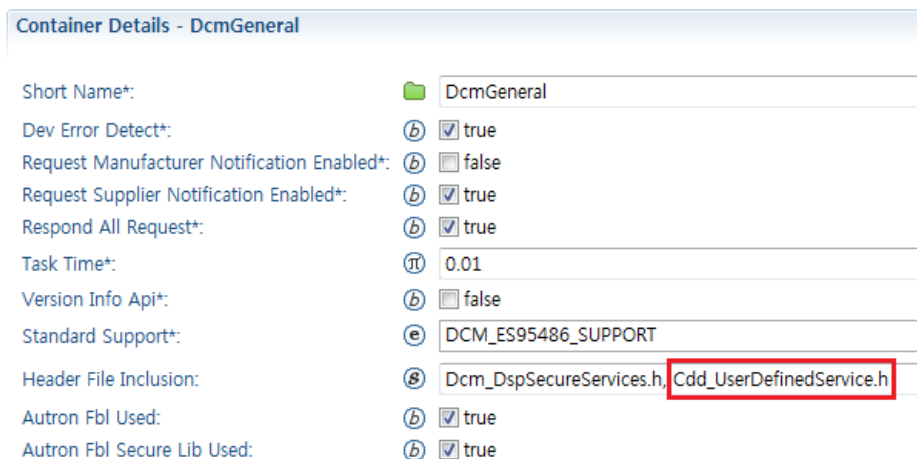 Container Details - DcmGeneral
Short Name*: DcmGeneral
Dev Error Detect*: b true
Request Manufacturer Notification Enabled*: b false
Request Supplier Notification Enabled*: b true
Respond All Request*: b true
Task Time*: π 0.01
Version Info Api*: b false
Standard Support*: e DCM_ES95486_SUPPORT
Header File Inclusion: s Dcm_DspSecureServices.h, Cdd_UserDefinedService.h
Autron Fbl Used: b true
Autron Fbl Secure Lib Used: b true